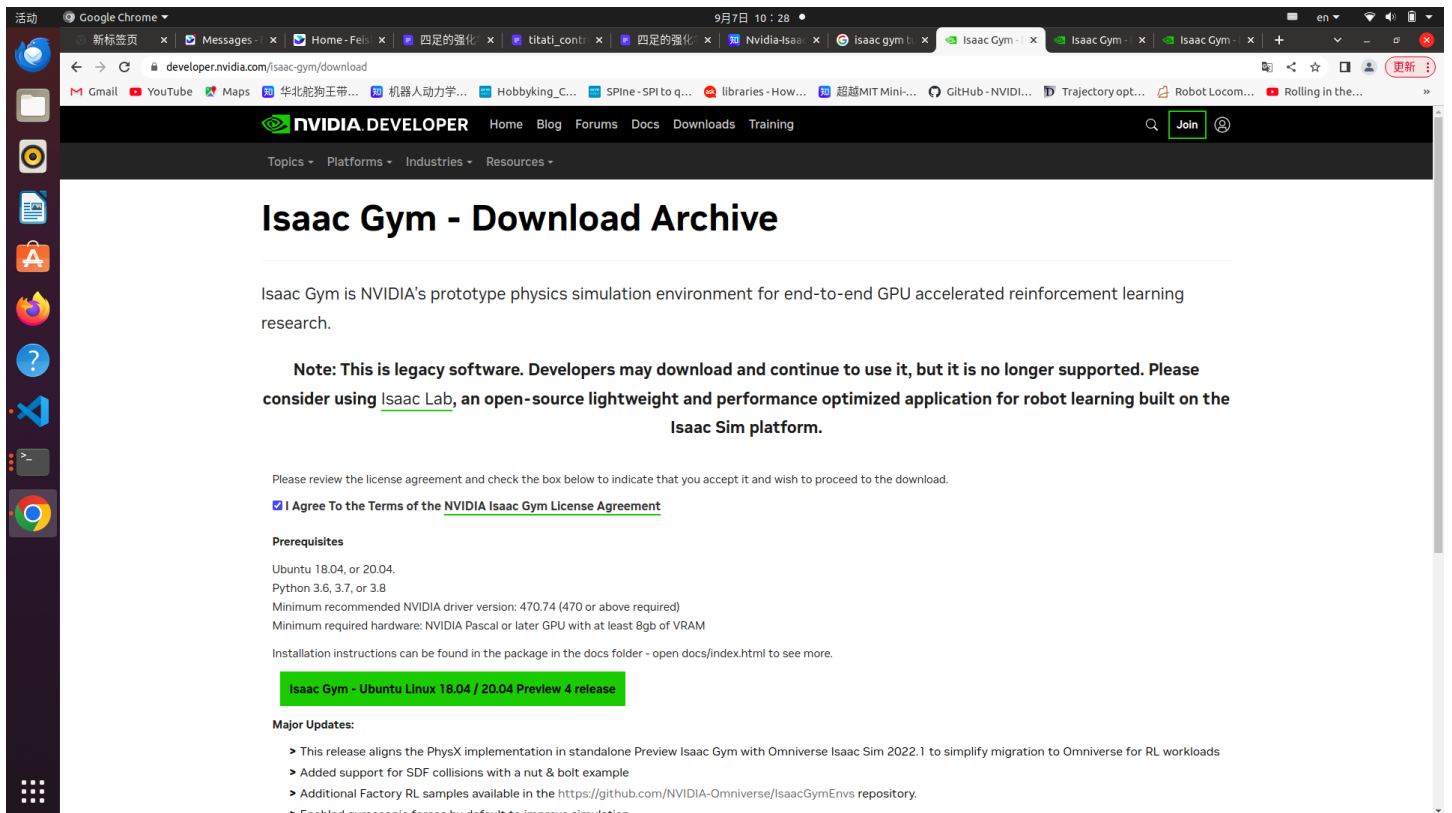 活动 Google Chrome 9月7日 10：28 en
新标签页 Messages - Home - Feis 四足的强化 titati_contr 四足的强化 Nvidia-Isaac isaac gym tu Isaac Gym - Isaac Gym - Isaac Gym -
developer.nvidia.com/isaac-gym/download 更新
Gmail YouTube Maps 华北舵狗王带... 机器人动力学... Hobbyking_C... SPIne - SPI to q... libraries - How... 超越MIT Mini-... GitHub - NVIDI... Trajectory opt... Robot Locom... Rolling in the... »
NVIDIA. DEVELOPER Home Blog Forums Docs Downloads Training Join
Topics Platforms Industries Resources
Isaac Gym - Download Archive
Isaac Gym is NVIDIA's prototype physics simulation environment for end-to-end GPU accelerated reinforcement learning
research.
Note: This is legacy software. Developers may download and continue to use it, but it is no longer supported. Please
consider using Isaac Lab, an open-source lightweight and performance optimized application for robot learning built on the
Isaac Sim platform.
Please review the license agreement and check the box below to indicate that you accept it and wish to proceed to the download.
I Agree To the Terms of the NVIDIA Isaac Gym License Agreement
Prerequisites
Ubuntu 18.04, or 20.04.
Python 3.6, 3.7, or 3.8
Minimum recommended NVIDIA driver version: 470.74 (470 or above required)
Minimum required hardware: NVIDIA Pascal or later GPU with at least 8gb of VRAM
Installation instructions can be found in the package in the docs folder - open docs/index.html to see more.
Isaac Gym - Ubuntu Linux 18.04 / 20.04 Preview 4 release
Major Updates:
> This release aligns the PhysX implementation in standalone Preview Isaac Gym with Omniverse Isaac Sim 2022.1 to simplify migration to Omniverse for RL workloads
> Added support for SDF collisions with a nut & bolt example
> Additional Factory RL samples available in the https://github.com/NVIDIA-Omniverse/IsaacGymEnvs repository.
> Enabled gyroscopic forces by default to improve simulation